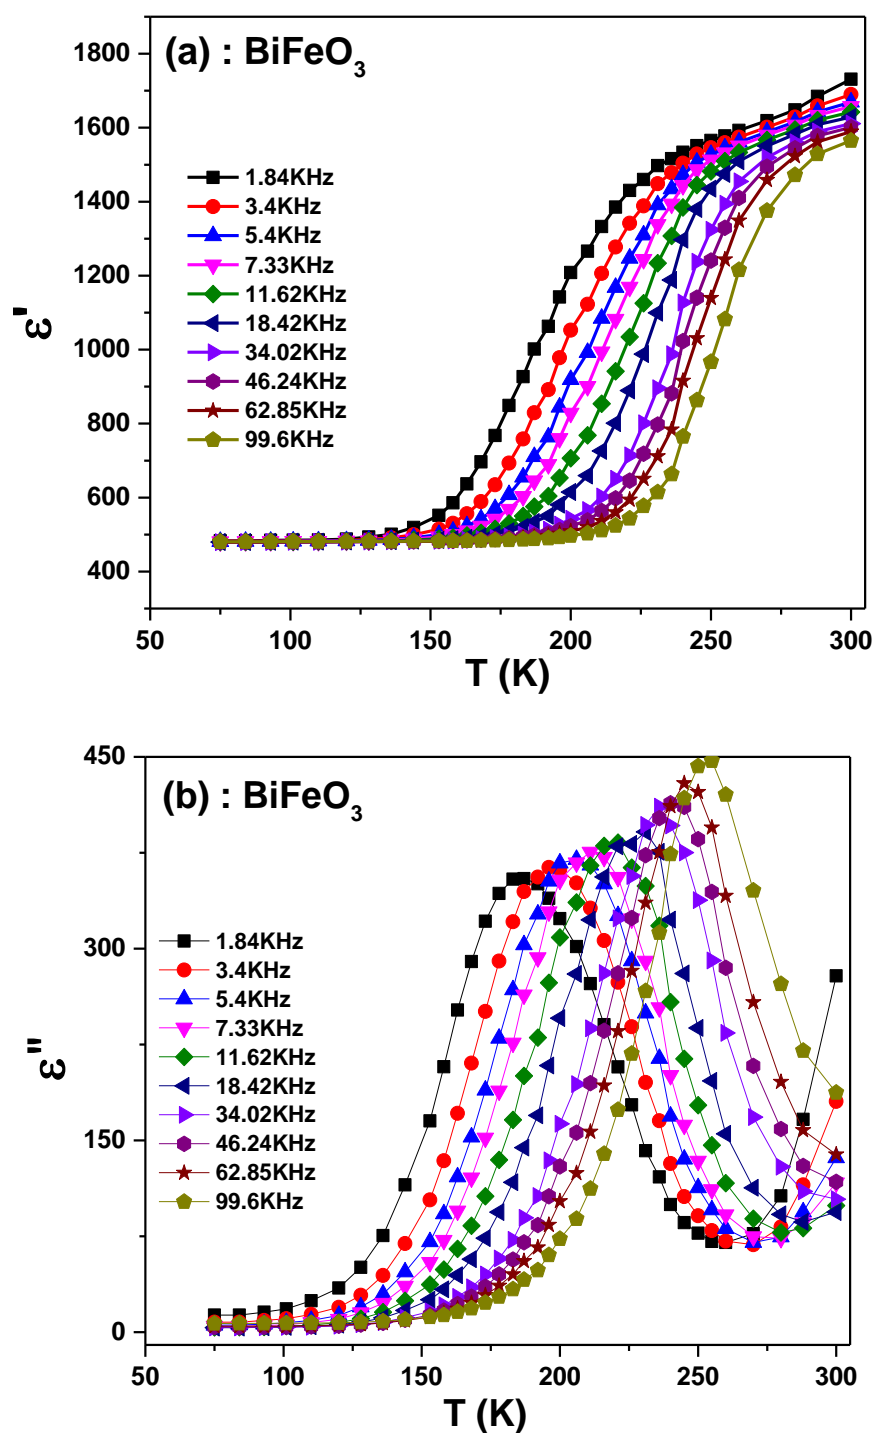 (a) : BiFeO3
1800
1600
1400
1200
1000
800
600
400
ε'
1.84KHz
3.4KHz
5.4KHz
7.33KHz
11.62KHz
18.42KHz
34.02KHz
46.24KHz
62.85KHz
99.6KHz
50 100 150 200 250 300
T (K)
(b) : BiFeO3
450
300
150
0
ε"
1.84KHz
3.4KHz
5.4KHz
7.33KHz
11.62KHz
18.42KHz
34.02KHz
46.24KHz
62.85KHz
99.6KHz
50 100 150 200 250 300
T (K)